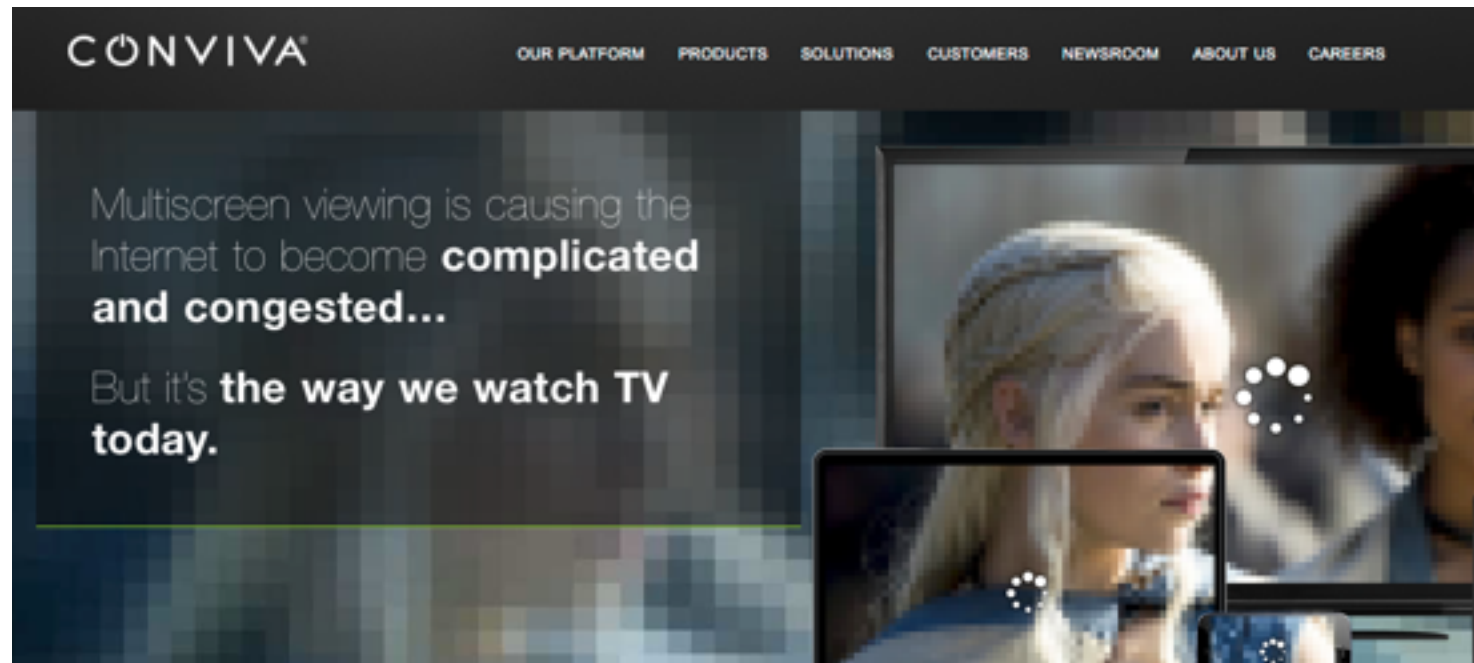 CONVIVA®
OUR PLATFORM PRODUCTS SOLUTIONS CUSTOMERS NEWSROOM ABOUT US CAREERS
Multiscreen viewing is causing the
Internet to become complicated
and congested...
But it's the way we watch TV
today.